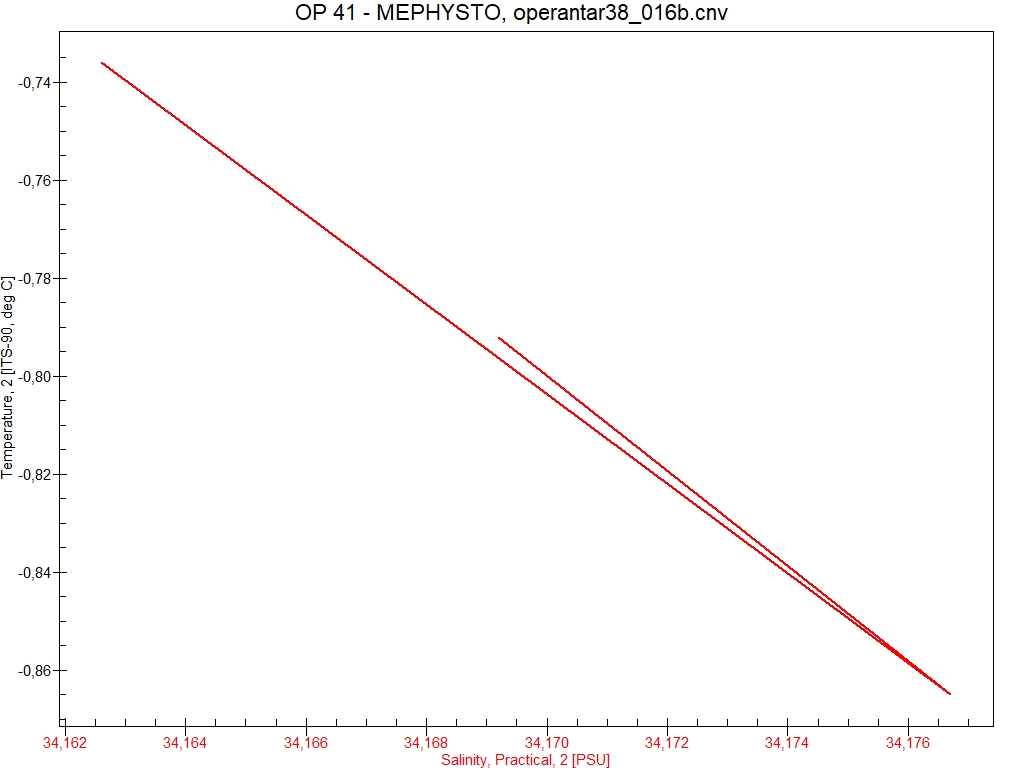 OP 41 - MEPHYSTO, operantar38_016b.cnv
-0,74
-0,76
-0,78
-0,80
-0,82
-0,84
-0,86
Temperature, 2 [ITS-90, deg C]
34,162 34,164 34,166 34,168 34,170 34,172 34,174 34,176
Salinity, Practical, 2 [PSU]